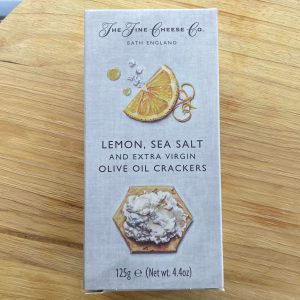 The Fine Cheese Co.
BATH ENGLAND
LEMON, SEA SALT
AND EXTRA VIRGIN
OLIVE OIL CRACKERS
125g ℮ (Net wt. 4.4oz)